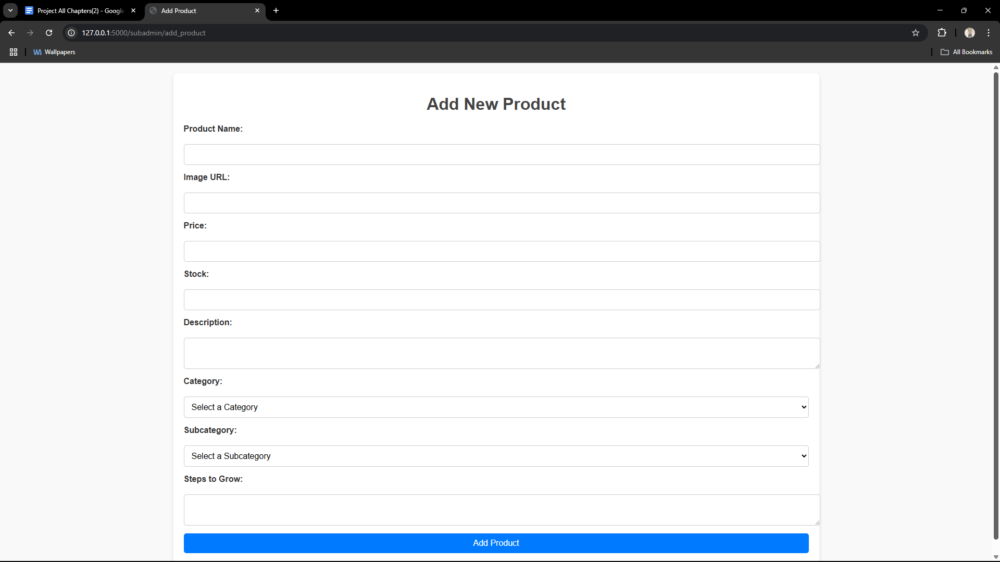 Project All Chapters(2) - Google
Add Product
127.0.0.1:5000/subadmin/add_product
Wallpapers
All Bookmarks
Add New Product
Product Name:
Image URL:
Price:
Stock:
Description:
Category:
Select a Category
Subcategory:
Select a Subcategory
Steps to Grow:
Add Product